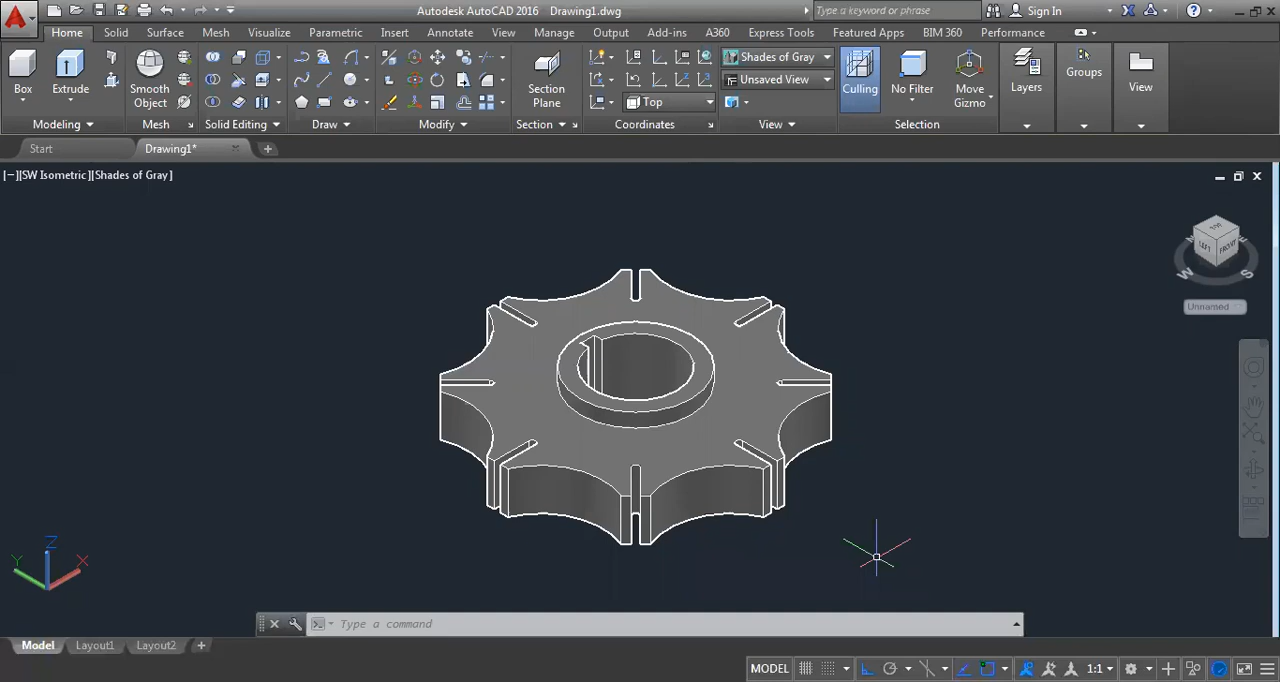 Autodesk AutoCAD 2016 Drawing1.dwg
Type a keyword or phrase
Sign In
Home Solid Surface Mesh Visualize Parametric Insert Annotate View Manage Output Add-ins A360 Express Tools Featured Apps BIM 360 Performance
Box
Extrude
Smooth
Object
Section
Plane
Shades of Gray
Unsaved View
Top
Culling
No Filter
Move
Gizmo
Layers
Groups
View
Modeling
Mesh
Solid Editing
Draw
Modify
Section
Coordinates
View
Selection
Start
Drawing1*
[−][SW Isometric][Shades of Gray]
TOP
LEFT
FRONT
W
S
Unnamed
Z
Y
X
Type a command
Model Layout1 Layout2
MODEL
1:1